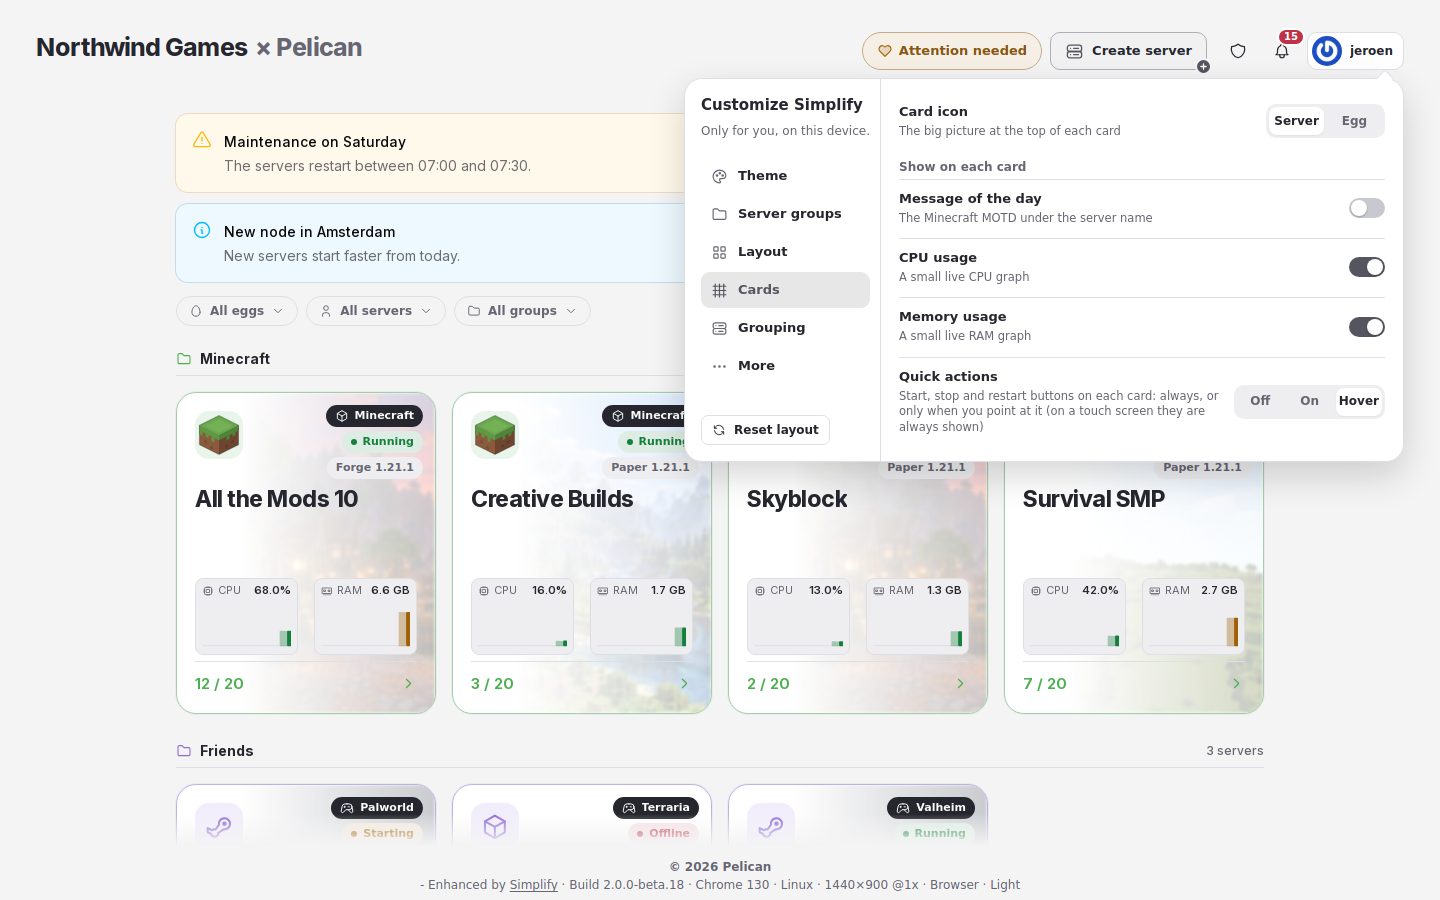 Northwind Games × Pelican
Attention needed
Create server
15
jeroen
Maintenance on Saturday
The servers restart between 07:00 and 07:30.
New node in Amsterdam
New servers start faster from today.
All eggs
All servers
All groups
Customize Simplify
Only for you, on this device.
Theme
Server groups
Layout
Cards
Grouping
More
Reset layout
Card icon
The big picture at the top of each card
Server
Egg
Show on each card
Message of the day
The Minecraft MOTD under the server name
CPU usage
A small live CPU graph
Memory usage
A small live RAM graph
Quick actions
Start, stop and restart buttons on each card: always, or
only when you point at it (on a touch screen they are
always shown)
Off
On
Hover
Minecraft
Minecraft
Running
Forge 1.21.1
All the Mods 10
CPU 68.0%
RAM 6.6 GB
12 / 20
Minecraft
Running
Paper 1.21.1
Creative Builds
CPU 16.0%
RAM 1.7 GB
3 / 20
Paper 1.21.1
Skyblock
CPU 13.0%
RAM 1.3 GB
2 / 20
Paper 1.21.1
Survival SMP
CPU 42.0%
RAM 2.7 GB
7 / 20
Friends
3 servers
Palworld
Starting
Terraria
Offline
Valheim
Running
© 2026 Pelican
- Enhanced by Simplify · Build 2.0.0-beta.18 · Chrome 130 · Linux · 1440×900 @1x · Browser · Light